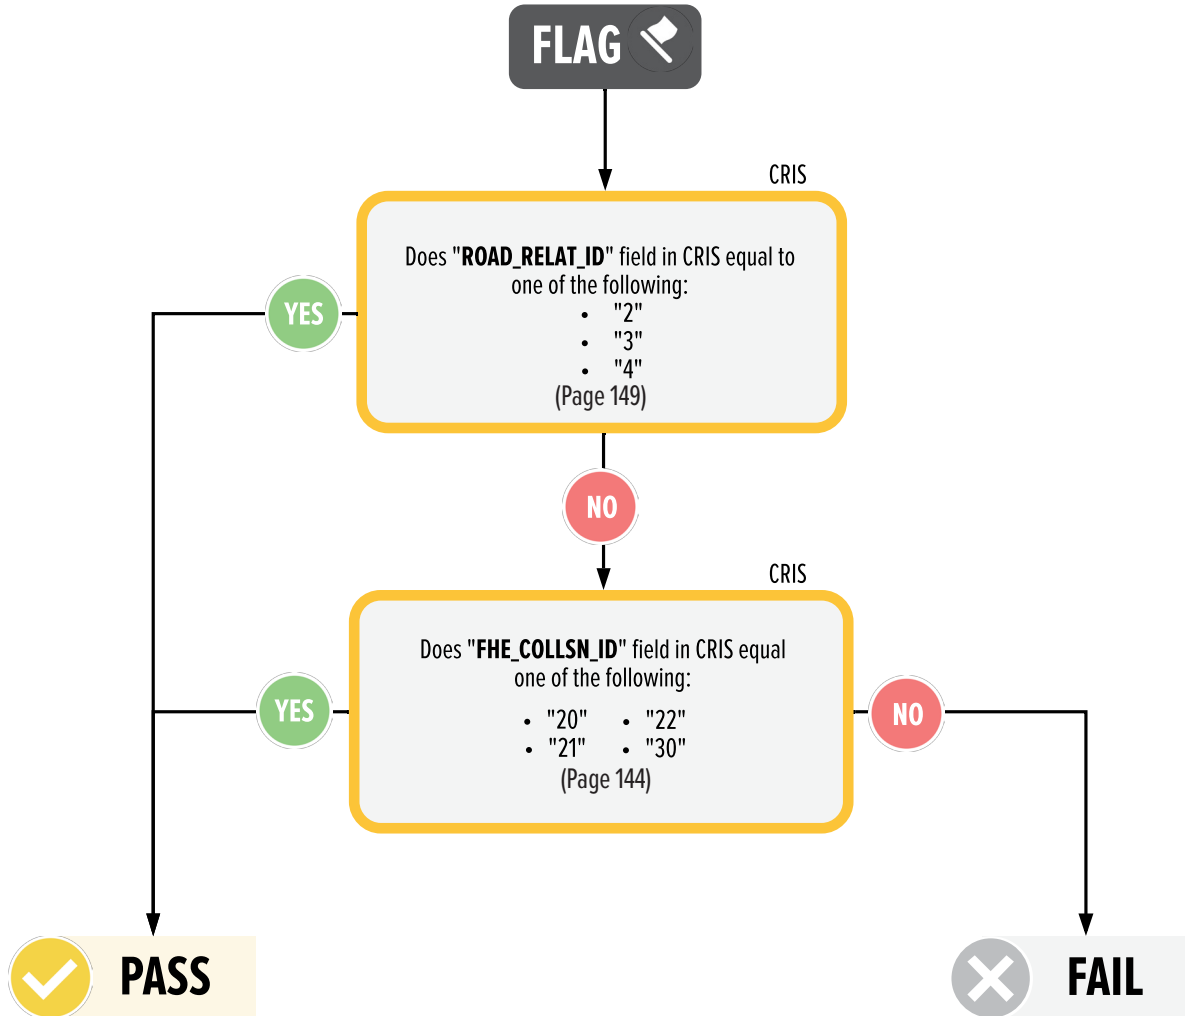 FLAG
CRIS
Does "ROAD_RELAT_ID" field in CRIS equal to
one of the following:
• "2"
• "3"
• "4"
(Page 149)
YES
NO
CRIS
Does "FHE_COLLSN_ID" field in CRIS equal
one of the following:
• "20" • "22"
• "21" • "30"
(Page 144)
YES
NO
PASS
FAIL